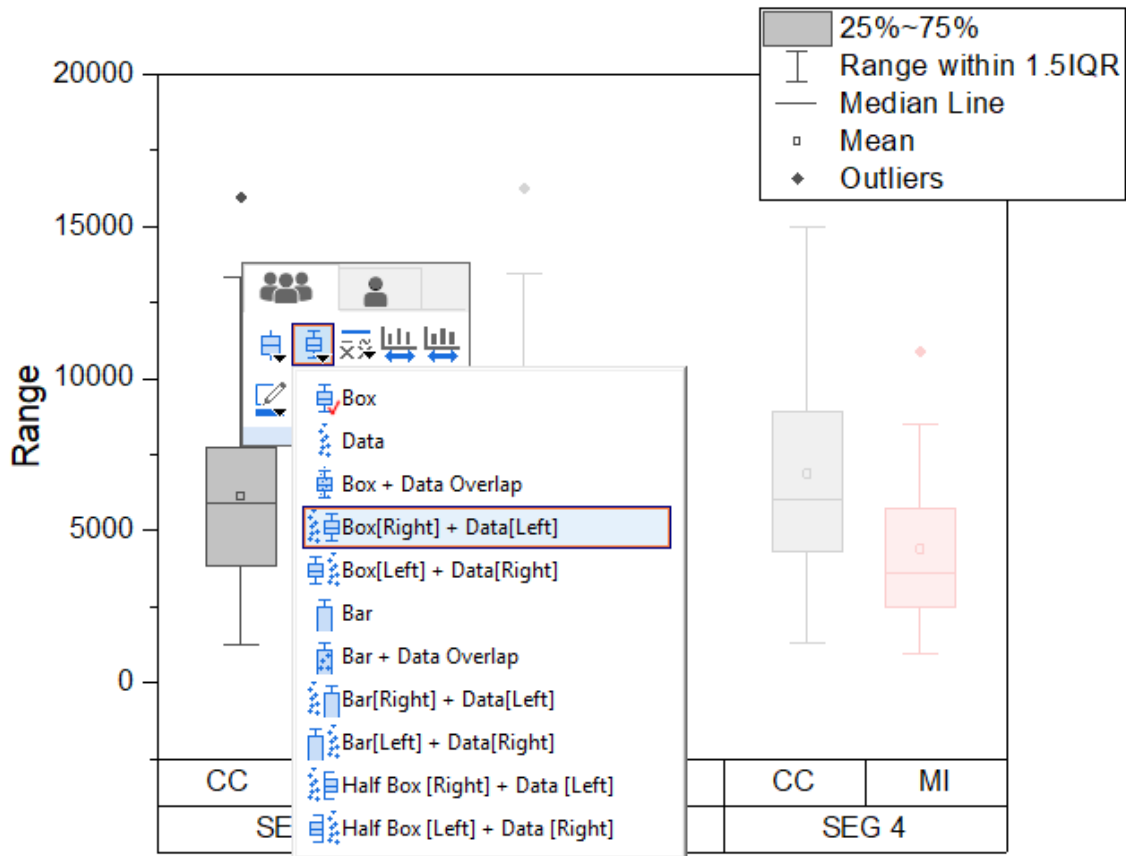 25%~75%
Range within 1.5IQR
Median Line
Mean
Outliers
20000
15000
10000
5000
0
Range
Box
Data
Box + Data Overlap
Box[Right] + Data[Left]
Box[Left] + Data[Right]
Bar
Bar + Data Overlap
Bar[Right] + Data[Left]
Bar[Left] + Data[Right]
Half Box [Right] + Data [Left]
Half Box [Left] + Data [Right]
CC CC MI
SE SEG 4